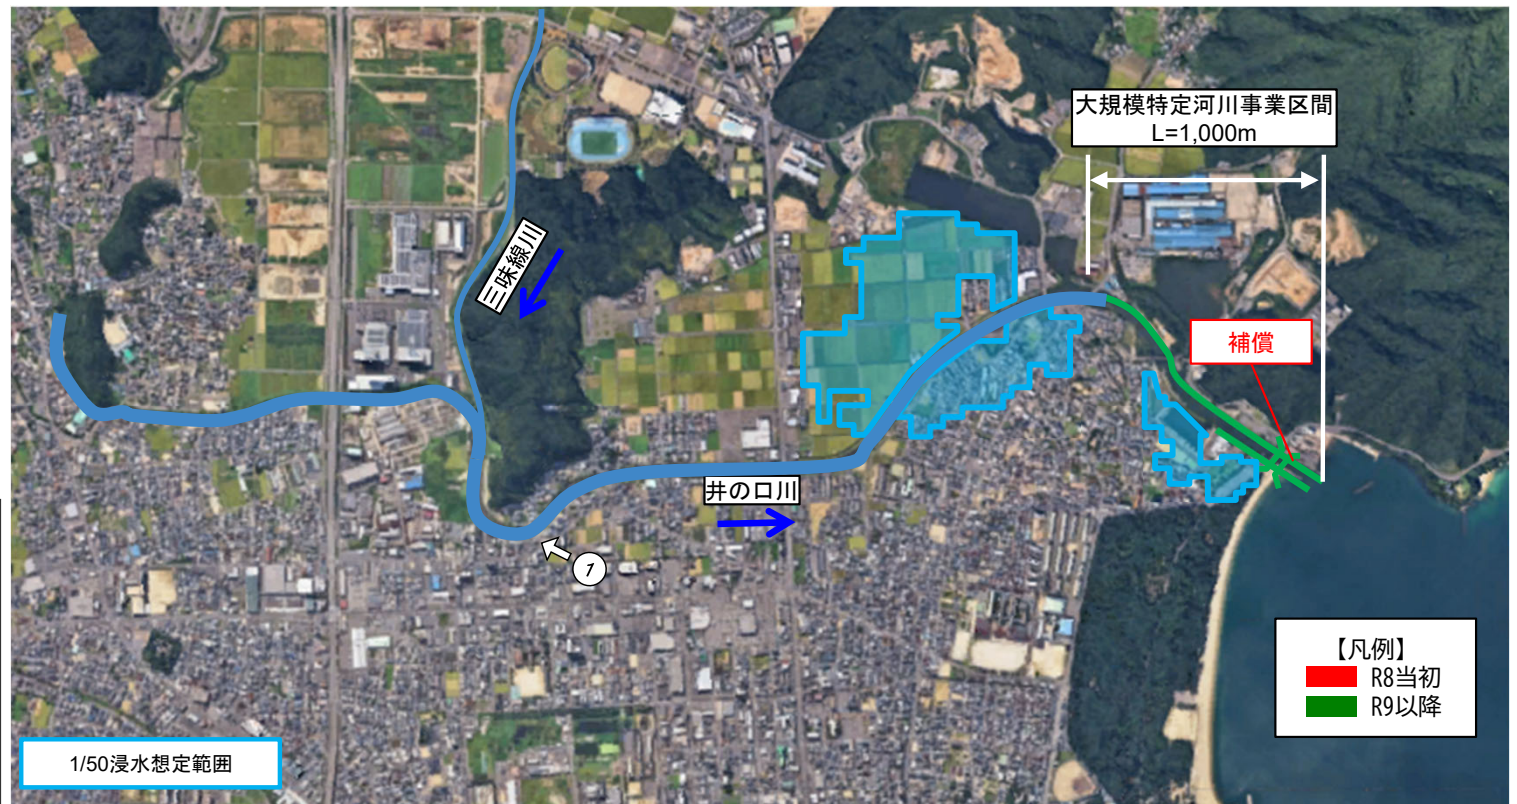 大規模特定河川事業区間
L=1,000m
三味線川
補償
井の口川
1
【凡例】
R8当初
R9以降
1/50浸水想定範囲